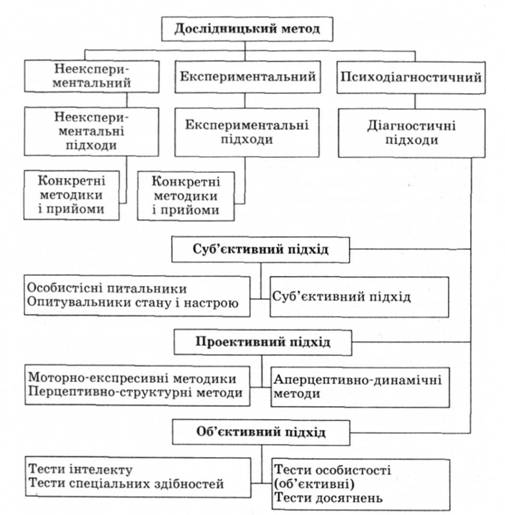 Дослідницький метод
Неекспери-
ментальний
Експериментальний
Психодіагностичний
Неекспери-
ментальні
підходи
Експериментальні
підходи
Діагностичні
підходи
Конкретні
методики
і прийоми
Конкретні
методики
і прийоми
Суб'єктивний підхід
Особистісні питальники
Опитувальники стану і настрою
Суб'єктивний підхід
Проективний підхід
Моторно-експресивні методики
Перцептивно-структурні методи
Аперцептивно-динамічні
методи
Об'єктивний підхід
Тести інтелекту
Тести спеціальних здібностей
Тести особистості
(об'єктивні)
Тести досягнень